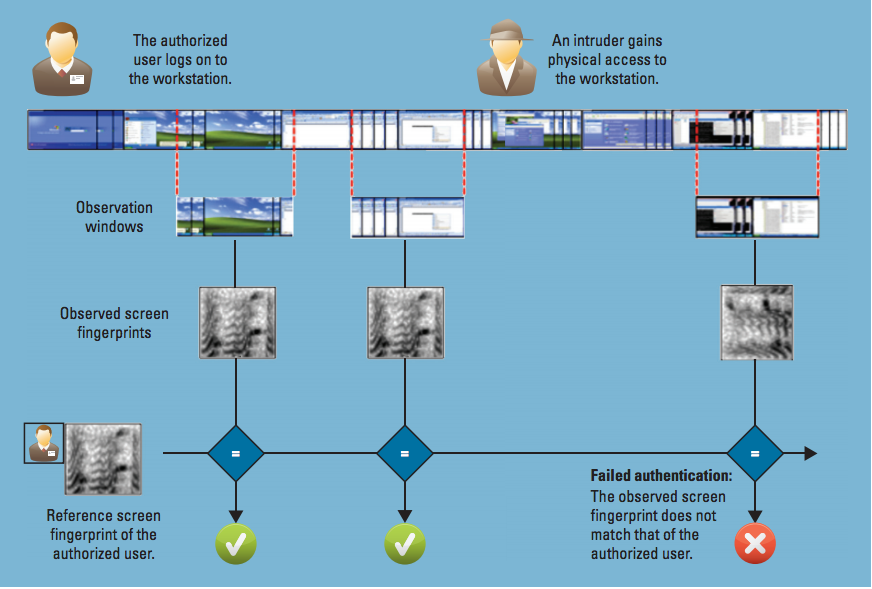 The authorized
user logs on to
the workstation.
An intruder gains
physical access to
the workstation.
Observation
windows
Observed screen
fingerprints
=
=
=
Reference screen
fingerprint of the
authorized user.
Failed authentication:
The observed screen
fingerprint does not
match that of the
authorized user.